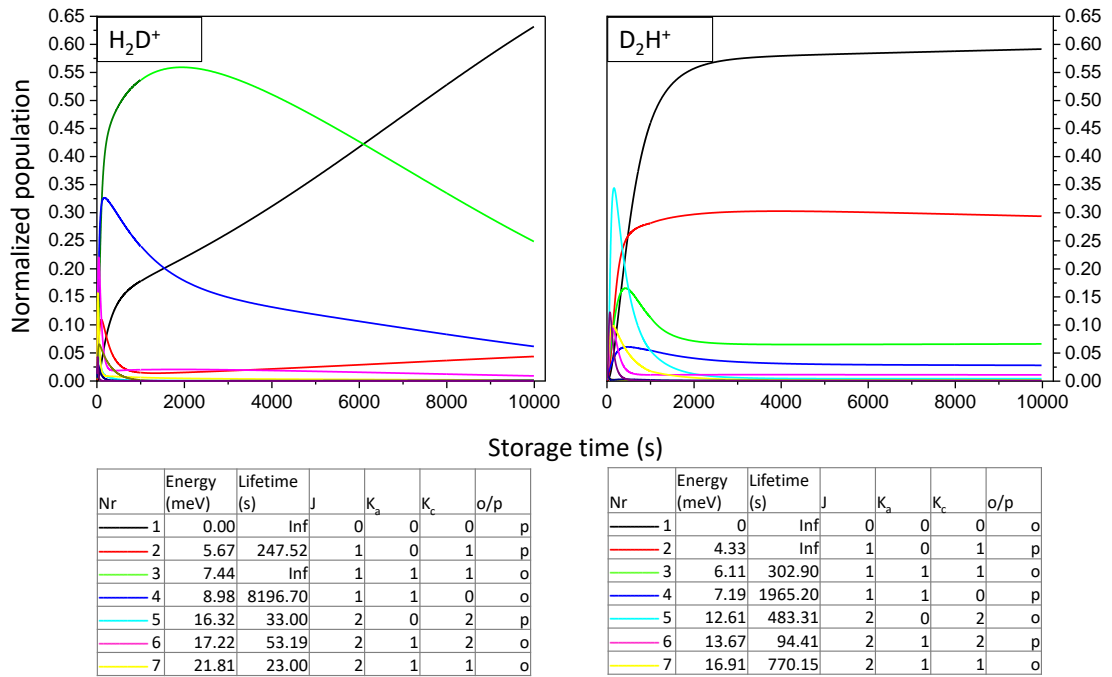 H₂D⁺
D₂H⁺
Normalized population
0.65 0.60 0.55 0.50 0.45 0.40 0.35 0.30 0.25 0.20 0.15 0.10 0.05 0.00
0 2000 4000 6000 8000 10000
0 2000 4000 6000 8000 10000
0.65 0.60 0.55 0.50 0.45 0.40 0.35 0.30 0.25 0.20 0.15 0.10 0.05 0.00
Storage time (s)
Nr Energy (meV) Lifetime (s) J Kₐ K_c o/p
1 0.00 Inf 0 0 0 p
2 5.67 247.52 1 0 1 p
3 7.44 Inf 1 1 1 o
4 8.98 8196.70 1 1 0 o
5 16.32 33.00 2 0 2 p
6 17.22 53.19 2 1 2 o
7 21.81 23.00 2 1 1 o
Nr Energy (meV) Lifetime (s) J Kₐ K_c o/p
1 0 Inf 0 0 0 o
2 4.33 Inf 1 0 1 p
3 6.11 302.90 1 1 1 o
4 7.19 1965.20 1 1 0 p
5 12.61 483.31 2 0 2 o
6 13.67 94.41 2 1 2 p
7 16.91 770.15 2 1 1 o